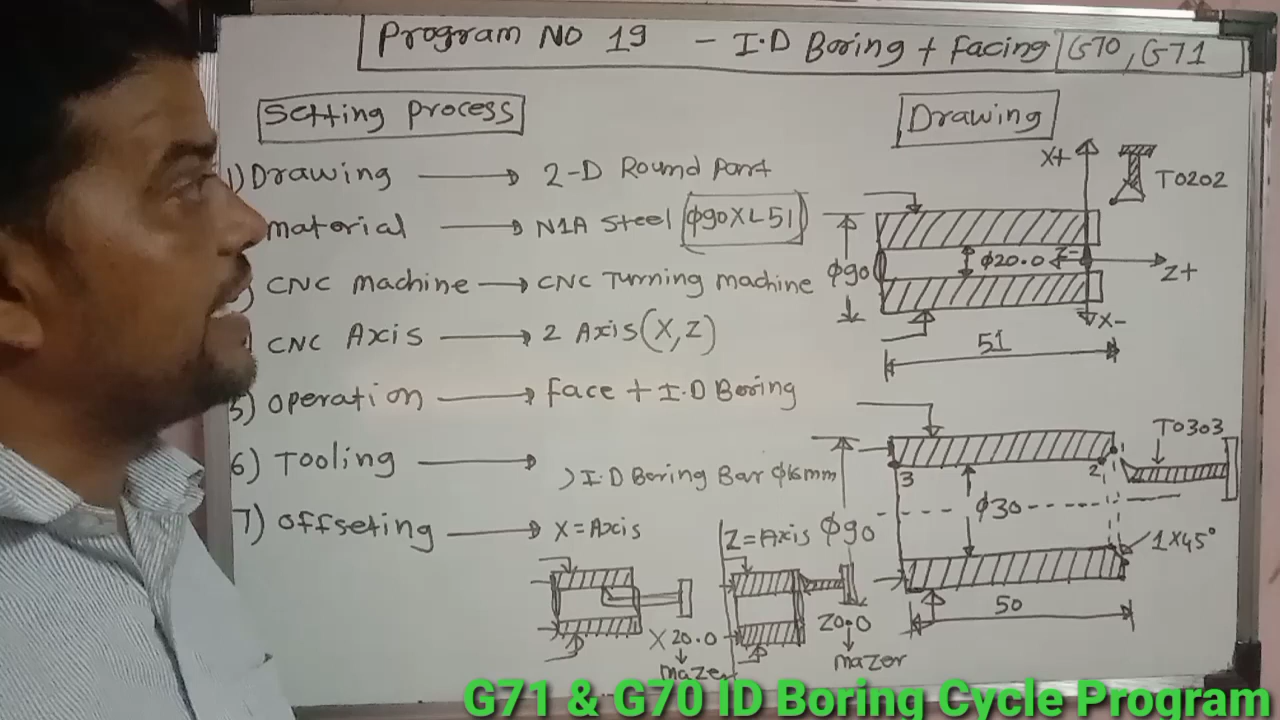 Program No 19 - I.D Boring + Facing G70, G71
Setting Process
1) Drawing → 2-D Round Part
material → N1A Steel φ90XL51
) CNC machine → CNC Turning machine
CNC Axis → 2 Axis (X, Z)
5) operation → face + I.D Boring
6) Tooling → ) I.D Boring Bar φ16mm
7) offseting → X = Axis
Z = Axis
X 20.0
mazer
Z0.0
mazer
Drawing
X+
T0202
φ90
φ20.0
Z-
Z+
X-
51
T0303
3
2
φ30
φ90
1X45°
50
G71 & G70 ID Boring Cycle Program